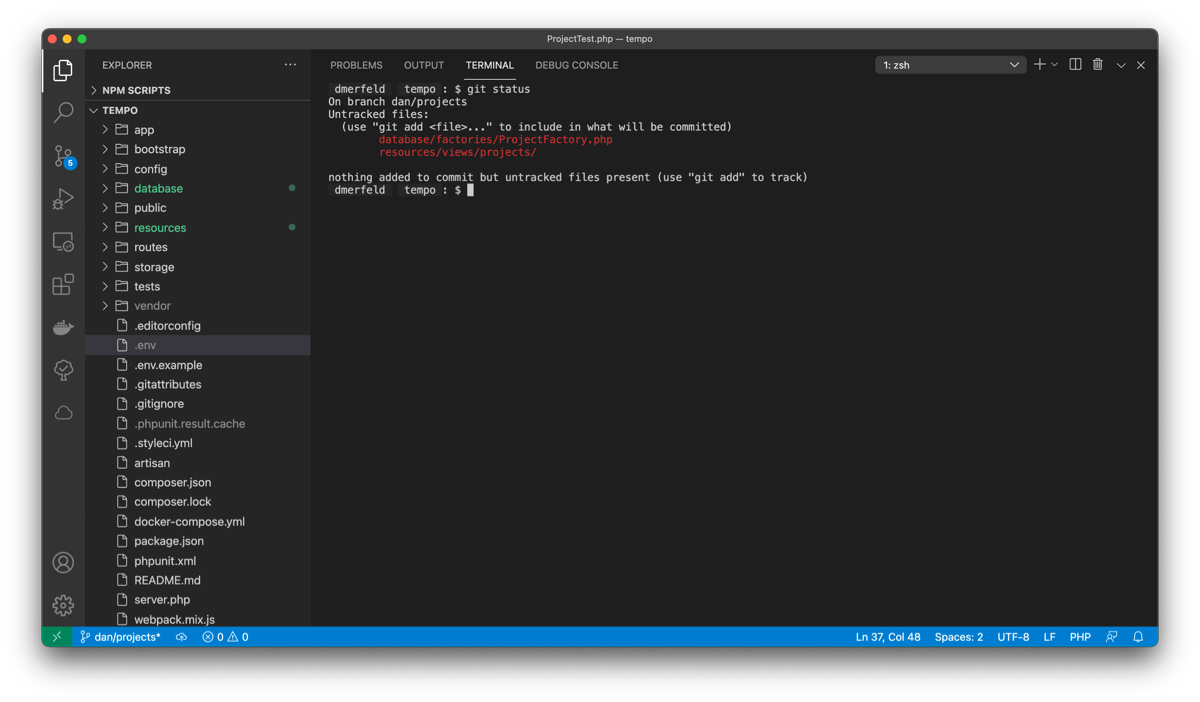 ProjectTest.php — tempo
EXPLORER
NPM SCRIPTS
TEMPO
app
bootstrap
config
database
public
resources
routes
storage
tests
vendor
.editorconfig
.env
.env.example
.gitattributes
.gitignore
.phpunit.result.cache
.styleci.yml
artisan
composer.json
composer.lock
docker-compose.yml
package.json
phpunit.xml
README.md
server.php
webpack.mix.js
5
PROBLEMS OUTPUT TERMINAL DEBUG CONSOLE 1: zsh
dmerfeld tempo : $ git status
On branch dan/projects
Untracked files:
(use "git add <file>..." to include in what will be committed)
database/factories/ProjectFactory.php
resources/views/projects/
nothing added to commit but untracked files present (use "git add" to track)
dmerfeld tempo : $
dan/projects* 0 0 Ln 37, Col 48 Spaces: 2 UTF-8 LF PHP